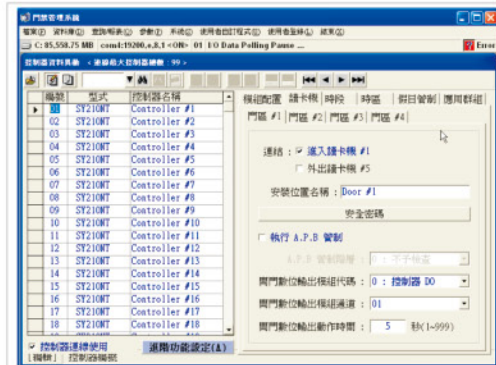 門禁管理系統
檔案(F) 資料庫(D) 查詢/報表(Q) 參數(P) 系統(S) 使用者自訂程式(U) 使用者登錄(L) 結束(X)
C: 85,558.75 MB com4:19200,e,8,1 <ON> 01 I/O Data Polling Pause ... Error
控制器資料異動 < 連線最大控制器總數 : 99 >
編號 型式 控制器名稱
01 SY210NT Controller #1
02 SY210NT Controller #2
03 SY210NT Controller #3
04 SY210NT Controller #4
05 SY210NT Controller #5
06 SY210NT Controller #6
07 SY210NT Controller #7
08 SY210NT Controller #8
09 SY210NT Controller #9
10 SY210NT Controller #10
11 SY210NT Controller #11
12 SY210NT Controller #12
13 SY210NT Controller #13
14 SY210NT Controller #14
15 SY210NT Controller #15
16 SY210NT Controller #16
17 SY210NT Controller #17
18 SY210NT Controller #18
控制器連線使用 進階功能設定(A)
[編輯] 控制器編號
模組配置 讀卡機 時段 時區 假日管制 應用群組
門區 #1 門區 #2 門區 #3 門區 #4
連結 : 進入讀卡機 #1
外出讀卡機 #5
安裝位置名稱 : Door #1
安全密碼
執行 A.P.B 管制
A.P.B 管制階層 : 0 : 不予檢查
開門數位輸出模組代碼 : 0 : 控制器 DO
開門數位輸出模組通道 : 01
開門數位輸出動作時間 : 5 秒(1~999)